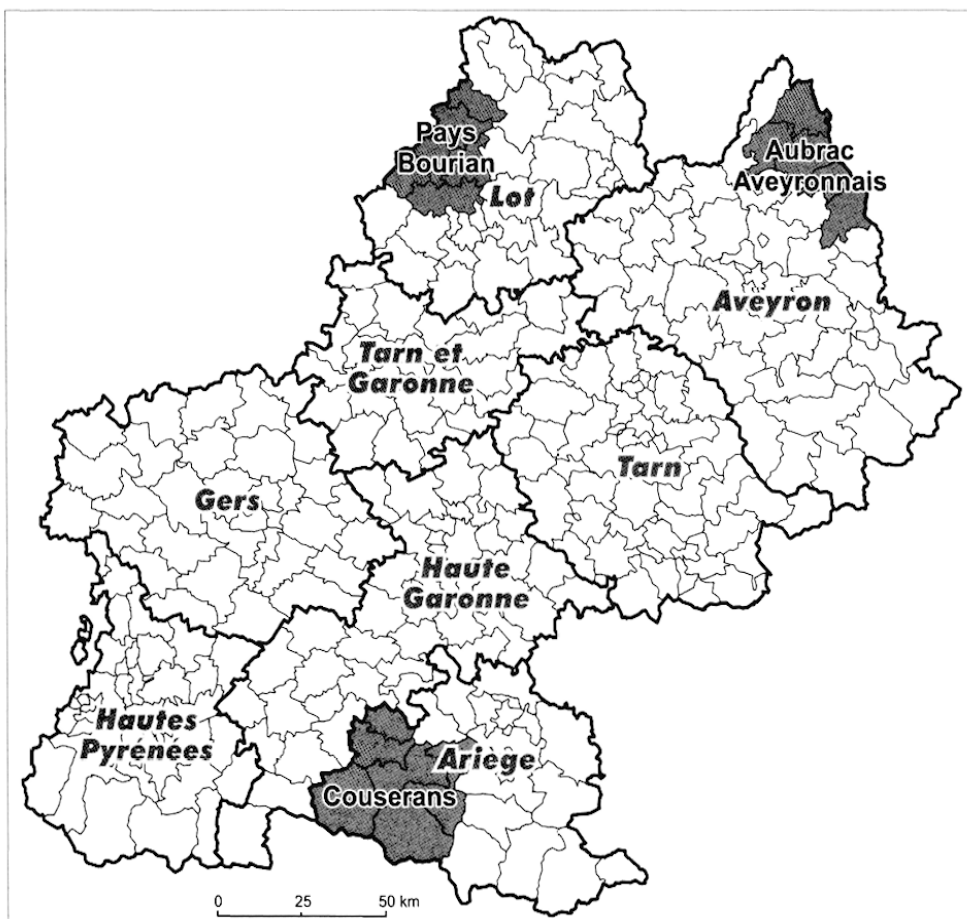 Pays
Bourian
Aubrac
Aveyronnais
Lot
Aveyron
Tarn et
Garonne
Tarn
Gers
Haute
Garonne
Hautes
Pyrénées
Ariège
Couserans
0 25 50 km